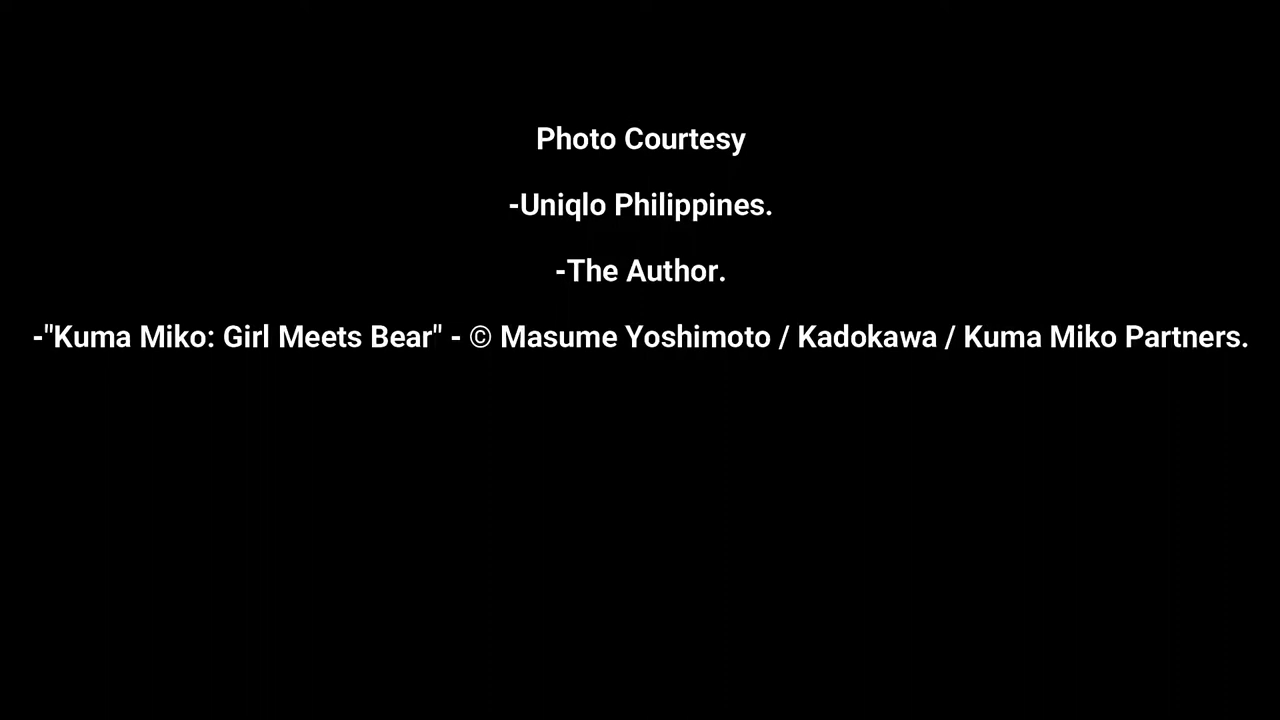 Photo Courtesy
-Uniqlo Philippines.
-The Author.
-"Kuma Miko: Girl Meets Bear" - © Masume Yoshimoto / Kadokawa / Kuma Miko Partners.